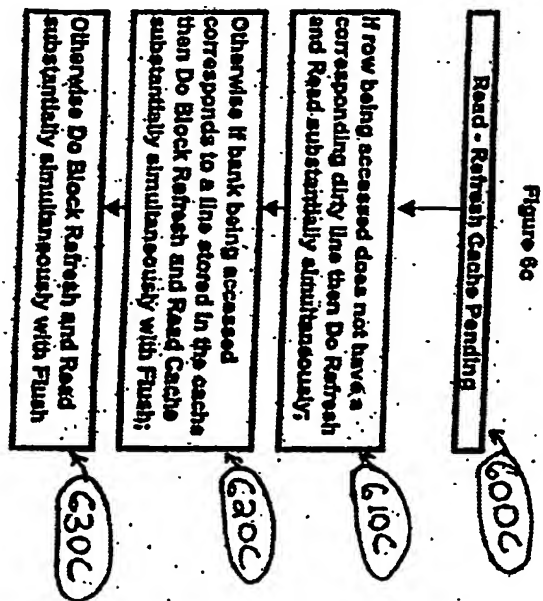 Figure 6c
Read - Refresh Cache Pending
600C
If row being accessed does not have a
corresponding dirty line then Do Refresh
and Read substantially simultaneously;
610C
Otherwise if bank being accessed
corresponds to a line stored in the cache
then Do Block Refresh and Read Cache
substantially simultaneously with Flush;
620C
Otherwise Do Block Refresh and Read
substantially simultaneously with Flush
630C